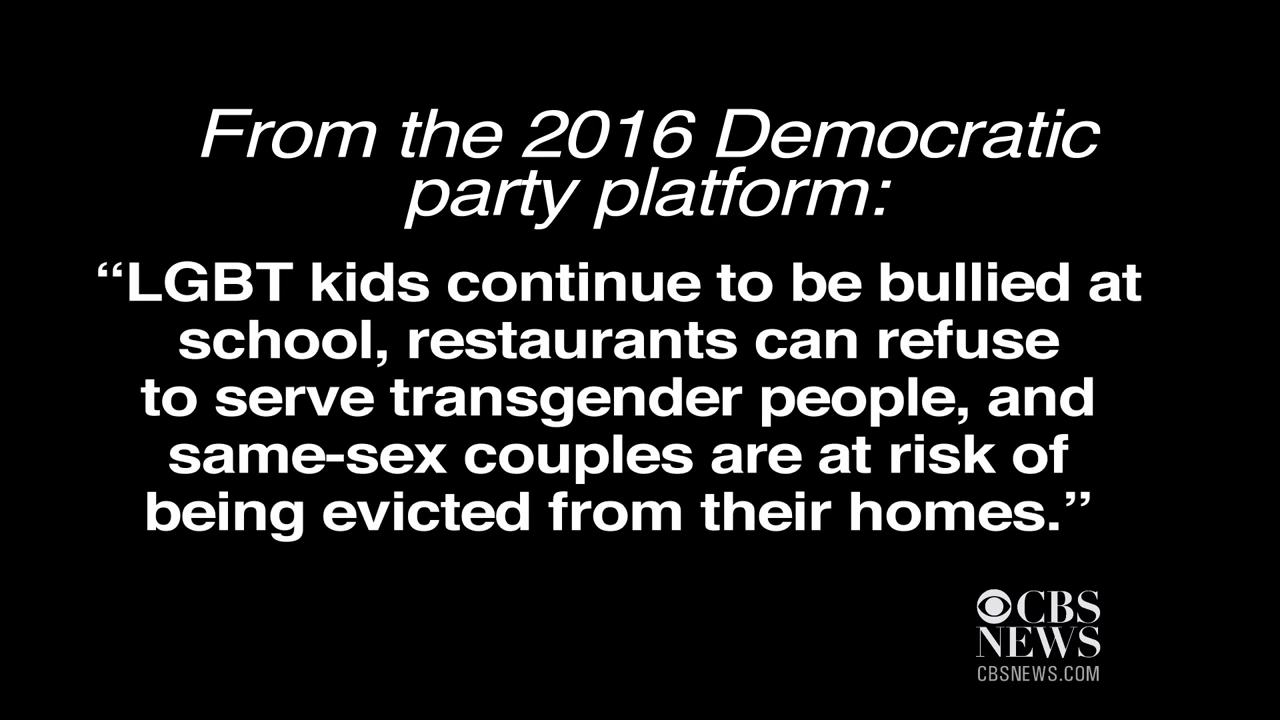 From the 2016 Democratic
party platform:
“LGBT kids continue to be bullied at
school, restaurants can refuse
to serve transgender people, and
same-sex couples are at risk of
being evicted from their homes.”
CBS
NEWS
CBSNEWS.COM